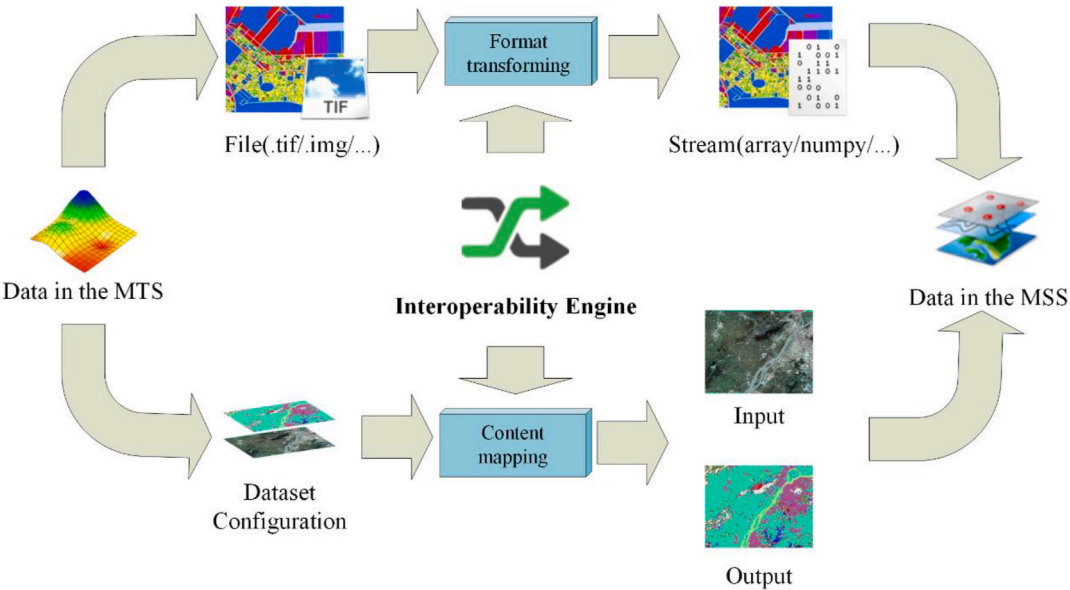 Format
transforming
TIF
0 1 0
1 0 0 1
0 1 1
1 1 0 1
1 1
0 0 0
0 1 0
1 0 0 1
File(.tif/.img/...)
Stream(array/numpy/...)
Data in the MTS
Interoperability Engine
Data in the MSS
Input
Content
mapping
Dataset
Configuration
Output